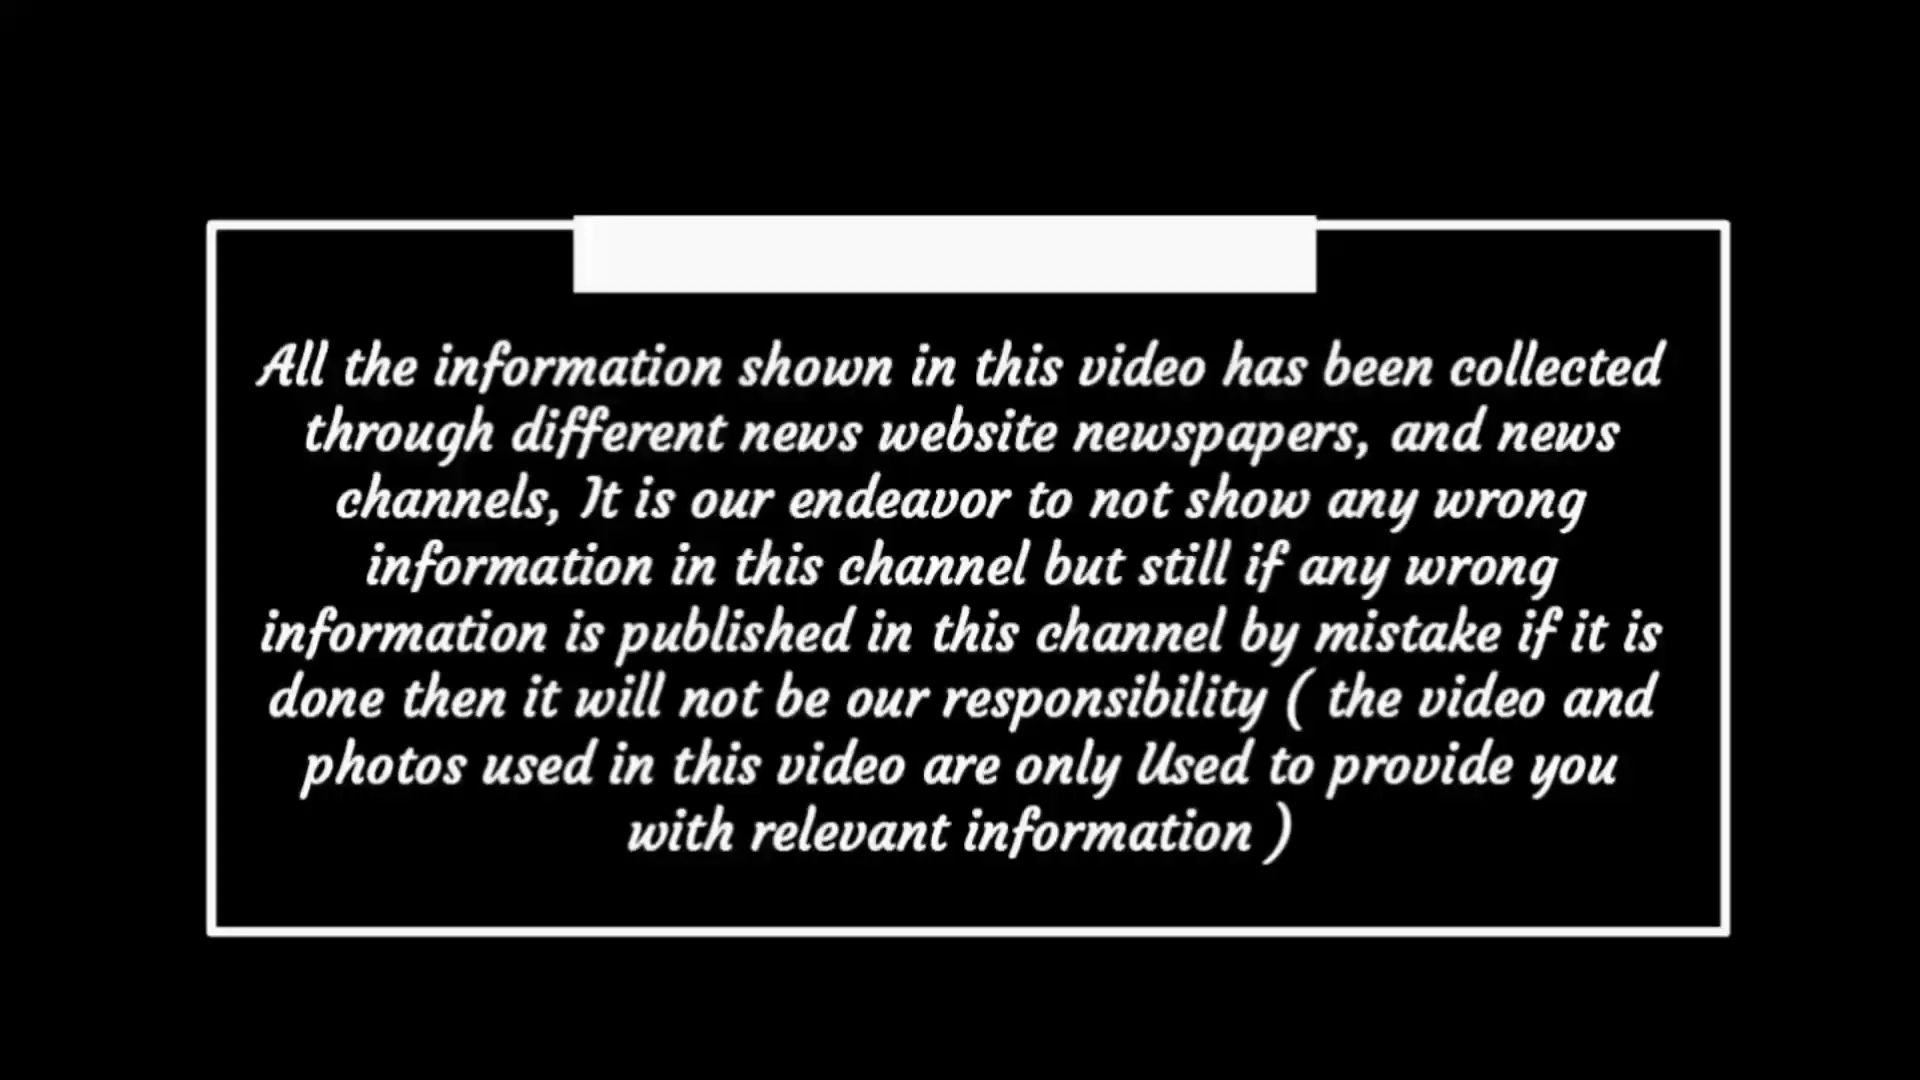 All the information shown in this video has been collected
through different news website newspapers, and news
channels, It is our endeavor to not show any wrong
information in this channel but still if any wrong
information is published in this channel by mistake if it is
done then it will not be our responsibility ( the video and
photos used in this video are only Used to provide you
with relevant information )